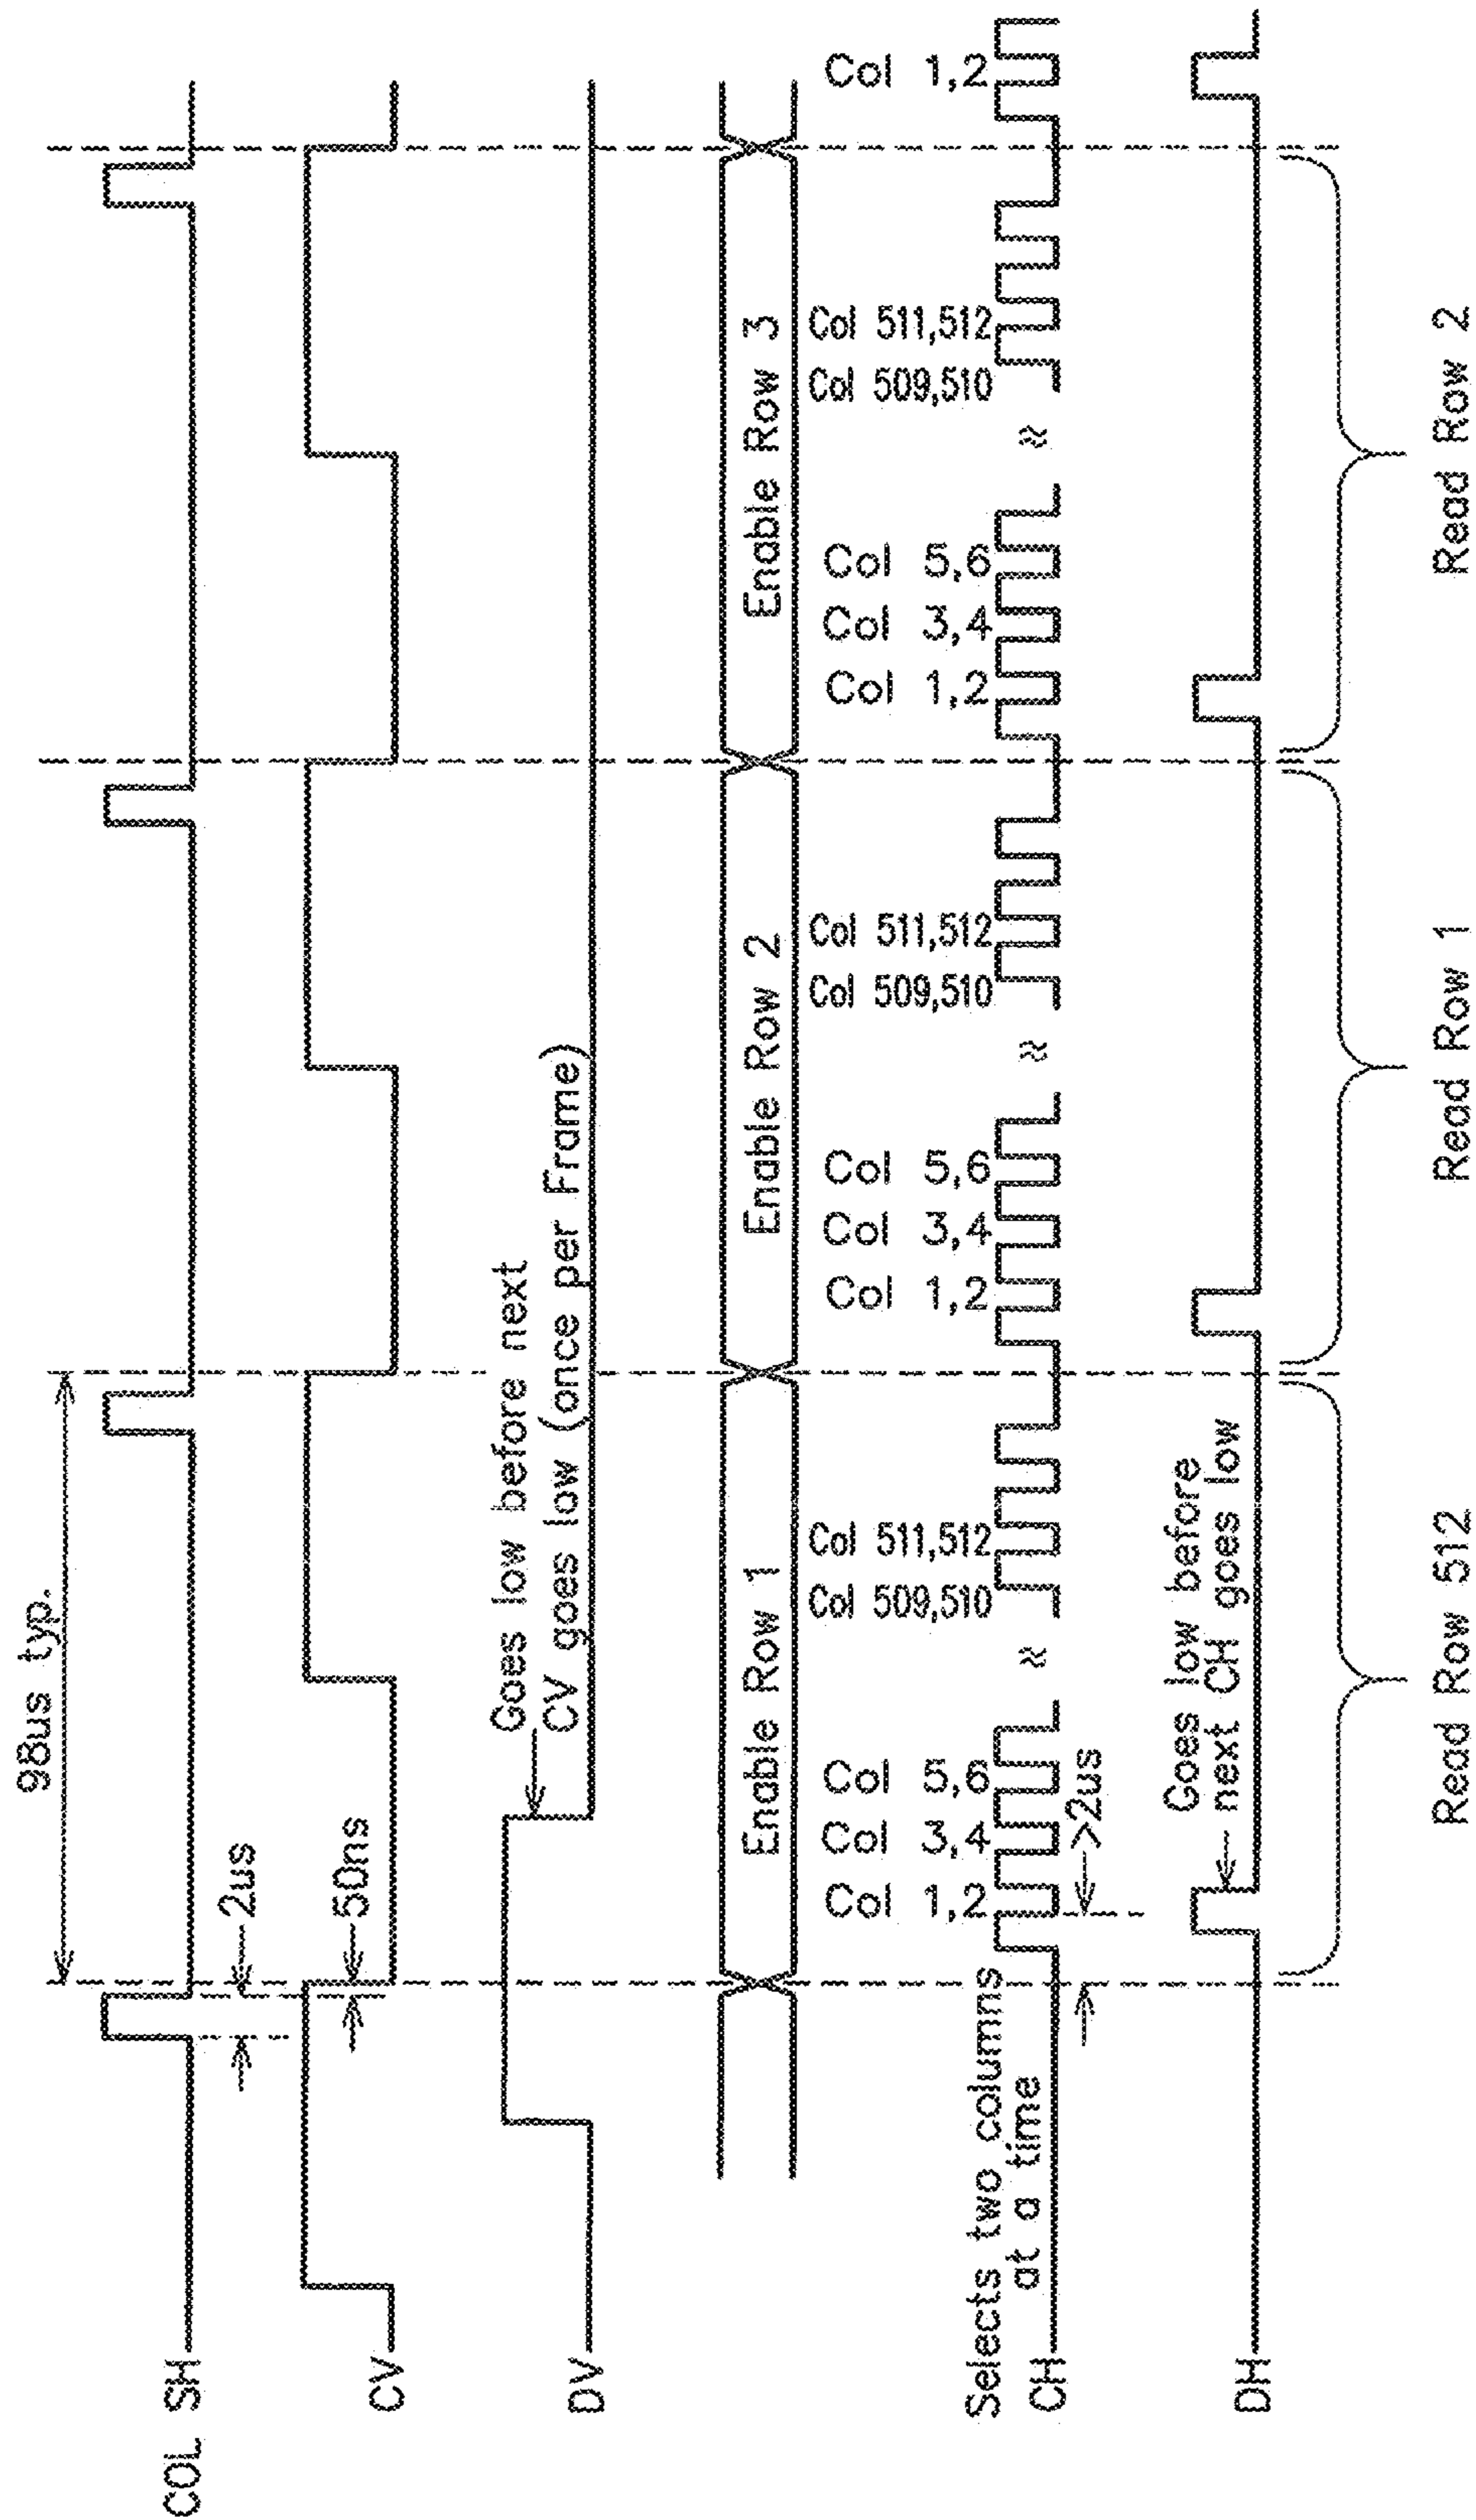 98us typ.
2us
COL SH
50ns
CV
Goes low before next
CV goes low (once per Frame)
DV
Enable Row 1
Enable Row 2
Enable Row 3
Col 1,2
Col 3,4
Col 5,6
Col 509,510
Col 511,512
Col 1,2
Col 3,4
Col 5,6
Col 509,510
Col 511,512
Col 1,2
Col 3,4
Col 5,6
Col 509,510
Col 511,512
Col 1,2
Selects two columns
at a time
≈
≈
≈
CH
>2us
Goes low before
next CH goes low
DH
Read Row 512
Read Row 1
Read Row 2